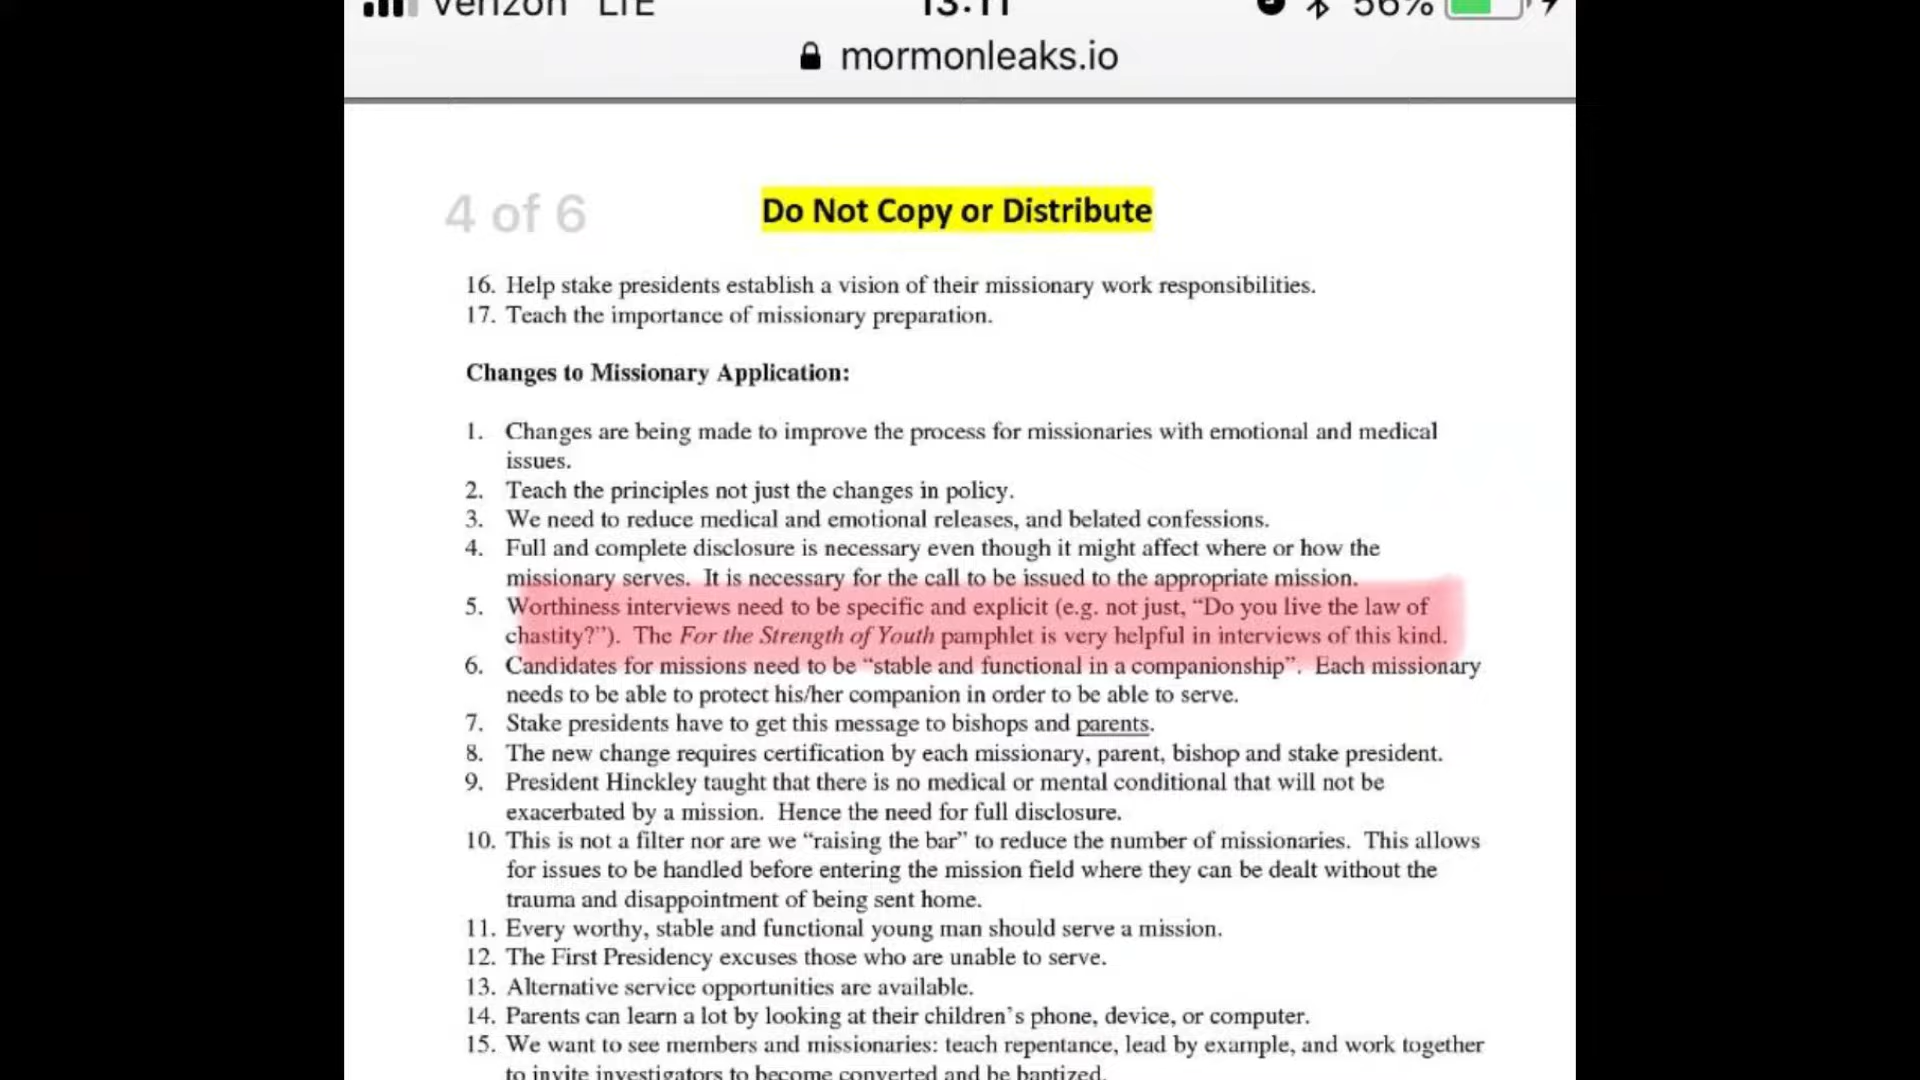 Verizon LTE 13:11 56%
mormonleaks.io
4 of 6
Do Not Copy or Distribute
16. Help stake presidents establish a vision of their missionary work responsibilities.
17. Teach the importance of missionary preparation.
Changes to Missionary Application:
1. Changes are being made to improve the process for missionaries with emotional and medical
issues.
2. Teach the principles not just the changes in policy.
3. We need to reduce medical and emotional releases, and belated confessions.
4. Full and complete disclosure is necessary even though it might affect where or how the
missionary serves. It is necessary for the call to be issued to the appropriate mission.
5. Worthiness interviews need to be specific and explicit (e.g. not just, “Do you live the law of
chastity?”). The For the Strength of Youth pamphlet is very helpful in interviews of this kind.
6. Candidates for missions need to be “stable and functional in a companionship”. Each missionary
needs to be able to protect his/her companion in order to be able to serve.
7. Stake presidents have to get this message to bishops and parents.
8. The new change requires certification by each missionary, parent, bishop and stake president.
9. President Hinckley taught that there is no medical or mental conditional that will not be
exacerbated by a mission. Hence the need for full disclosure.
10. This is not a filter nor are we “raising the bar” to reduce the number of missionaries. This allows
for issues to be handled before entering the mission field where they can be dealt without the
trauma and disappointment of being sent home.
11. Every worthy, stable and functional young man should serve a mission.
12. The First Presidency excuses those who are unable to serve.
13. Alternative service opportunities are available.
14. Parents can learn a lot by looking at their children’s phone, device, or computer.
15. We want to see members and missionaries: teach repentance, lead by example, and work together
to invite investigators to become converted and be baptized.